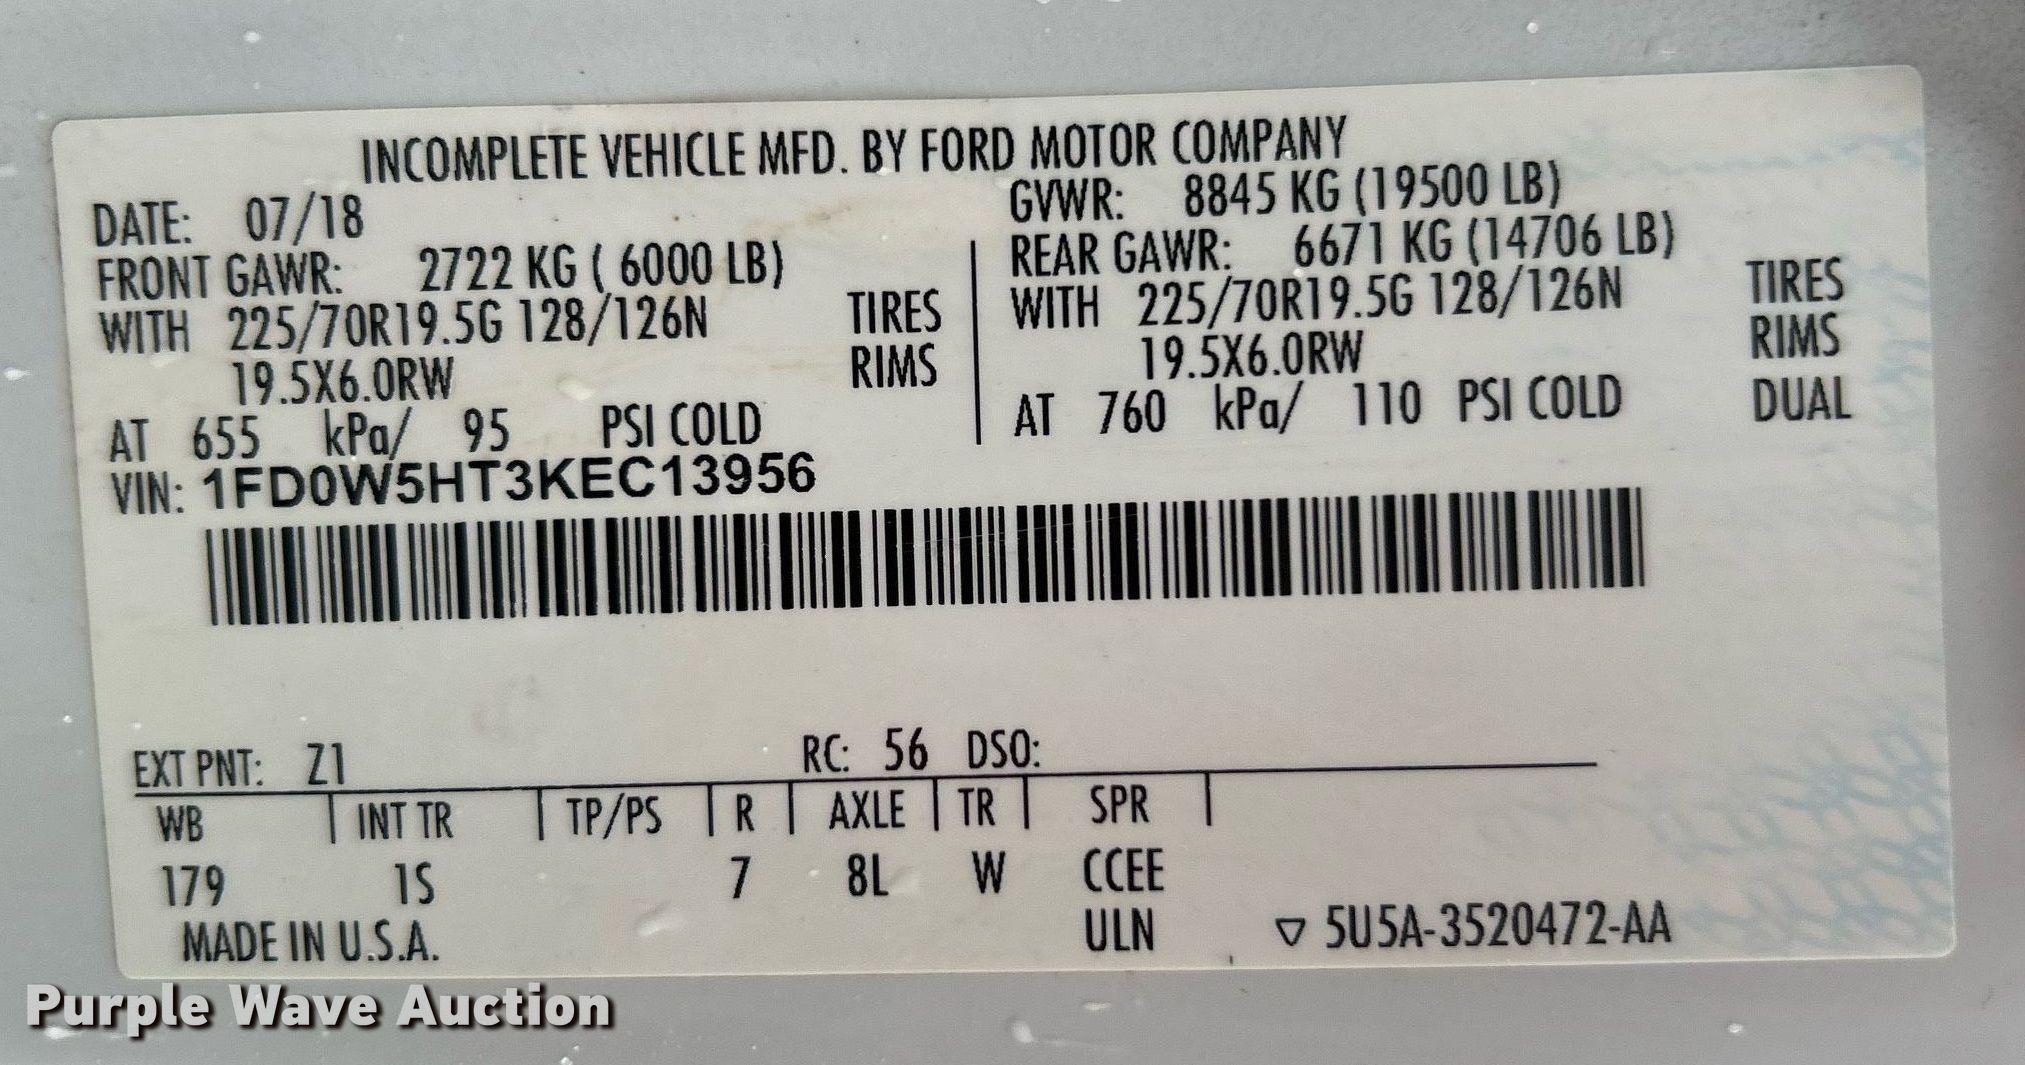 INCOMPLETE VEHICLE MFD. BY FORD MOTOR COMPANY
DATE: 07/18 GVWR: 8845 KG (19500 LB)
FRONT GAWR: 2722 KG ( 6000 LB) REAR GAWR: 6671 KG (14706 LB)
WITH 225/70R19.5G 128/126N TIRES WITH 225/70R19.5G 128/126N TIRES
19.5X6.0RW RIMS 19.5X6.0RW RIMS
AT 655 kPa/ 95 PSI COLD AT 760 kPa/ 110 PSI COLD DUAL
VIN: 1FD0W5HT3KEC13956
EXT PNT: Z1 RC: 56 DSO:
WB INT TR TP/PS R AXLE TR SPR
179 1S 7 8L W CCEE
MADE IN U.S.A. ULN ▽ 5U5A-3520472-AA
Purple Wave Auction